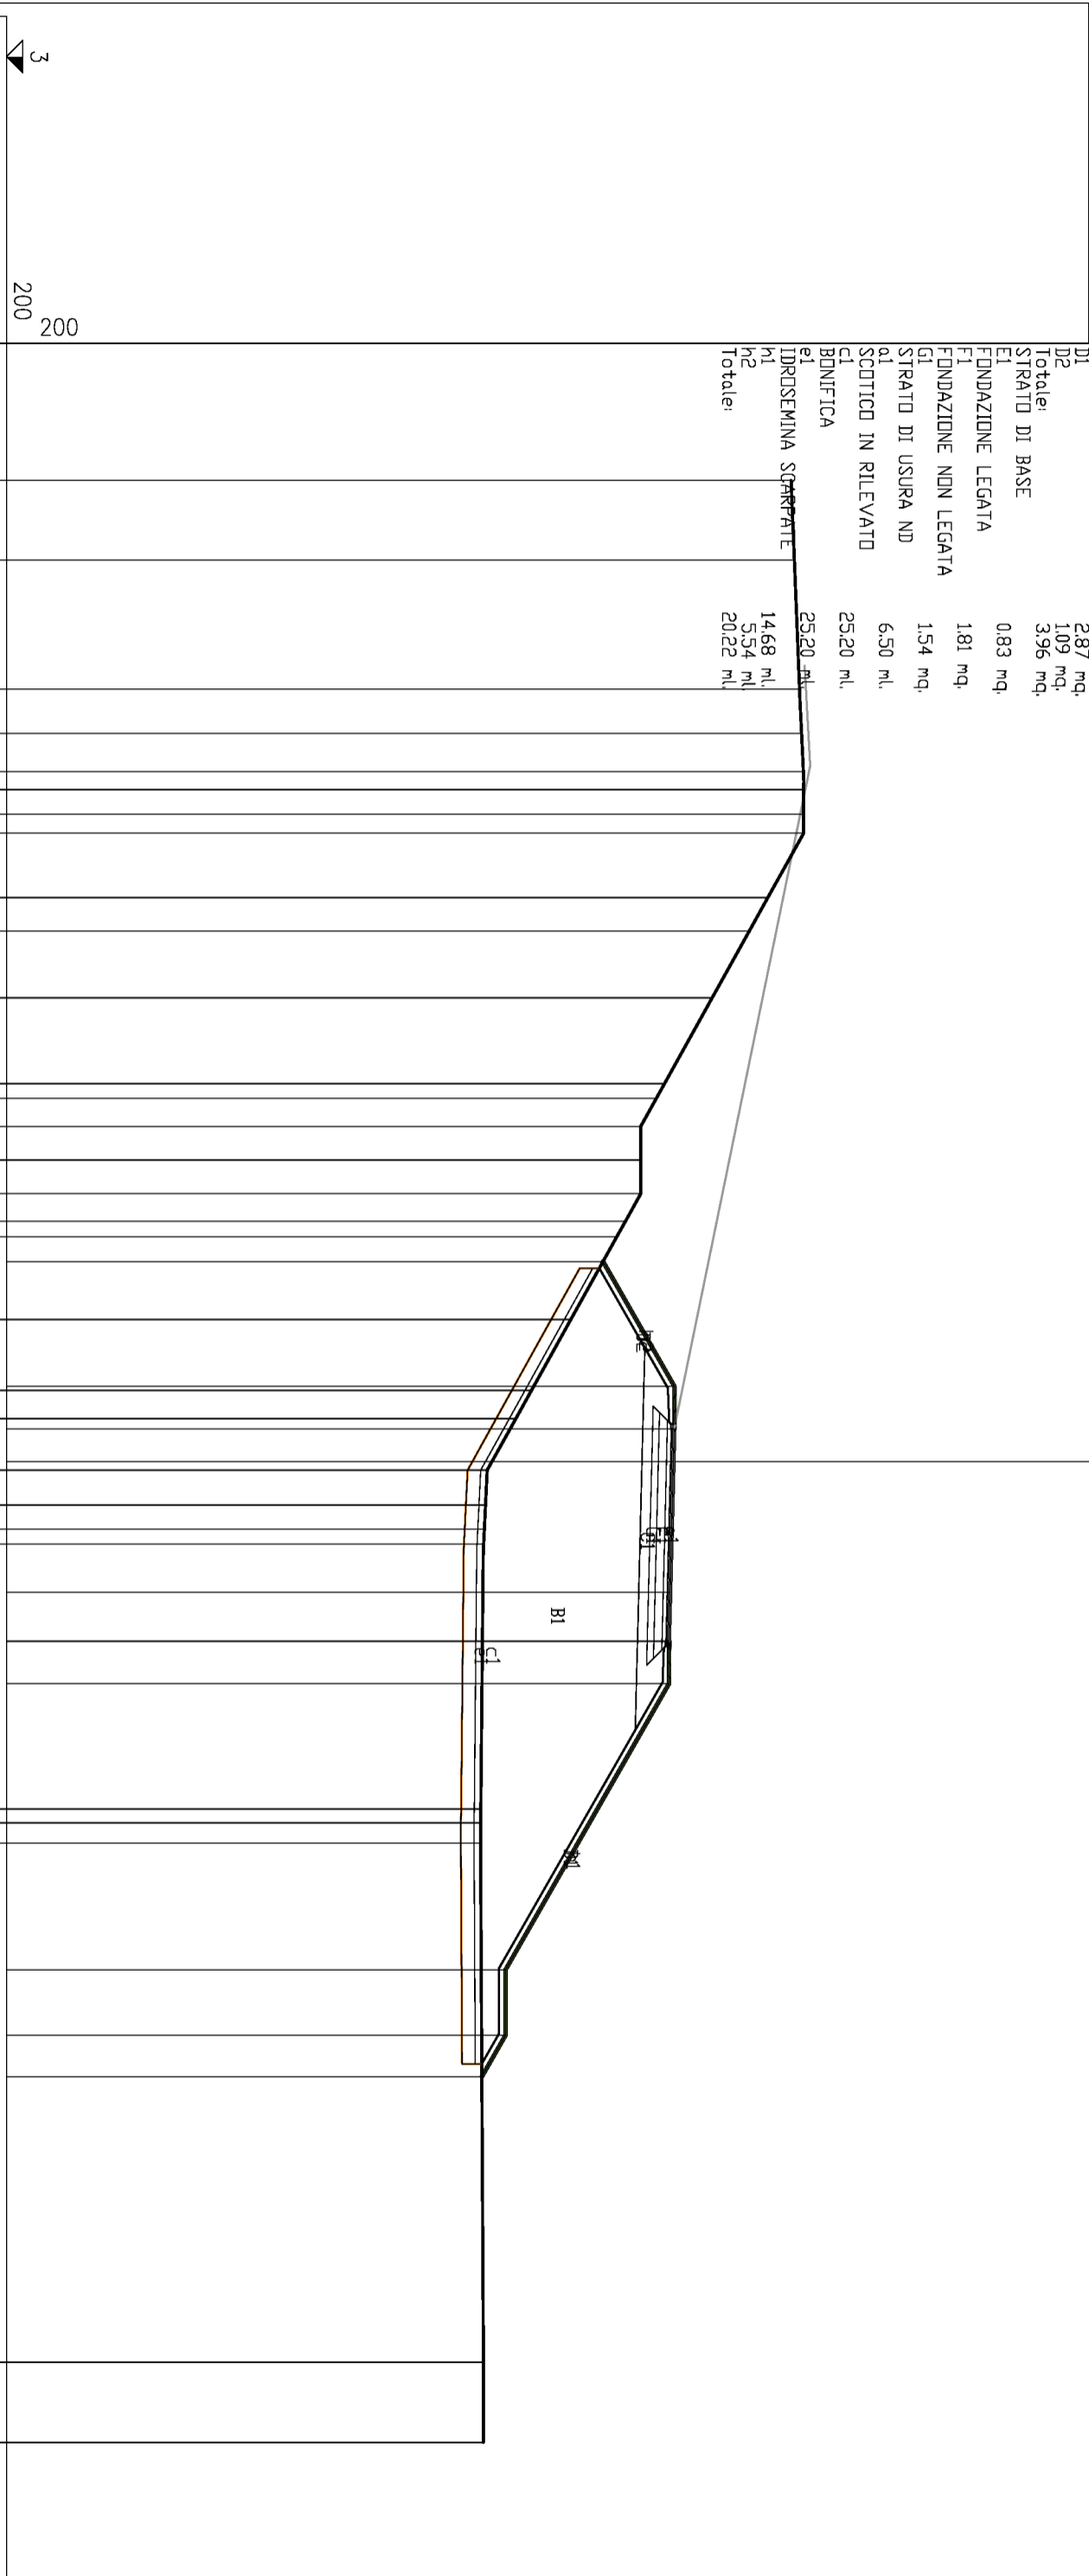 D1 2.87 mq.
D2 1.09 mq.
Totale: 3.96 mq.
STRATO DI BASE
E1 0.83 mq.
FONDAZIONE LEGATA
F1 1.81 mq.
FONDAZIONE NON LEGATA
G1 1.54 mq.
STRATO DI USURA ND
a1 6.50 ml.
SCOTICO IN RILEVATO
c1 25.20 ml.
BONIFICA
e1 25.20 ml.
IDROSEMINA SCARPATE
h1 14.68 ml.
h2 5.54 ml.
Totale: 20.22 ml.
B1
c1
3
200
200